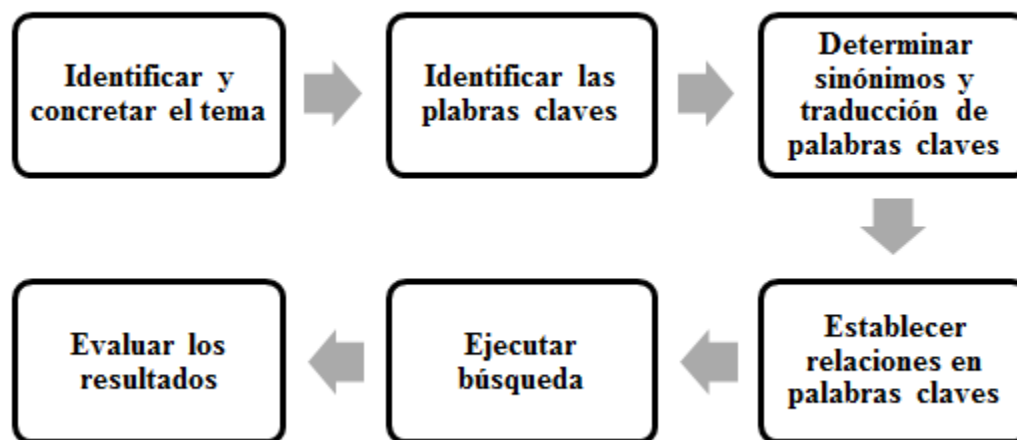 Identificar y
concretar el tema
Identificar las
plabras claves
Determinar
sinónimos y
traducción de
palabras claves
Establecer
relaciones en
palabras claves
Ejecutar
búsqueda
Evaluar los
resultados